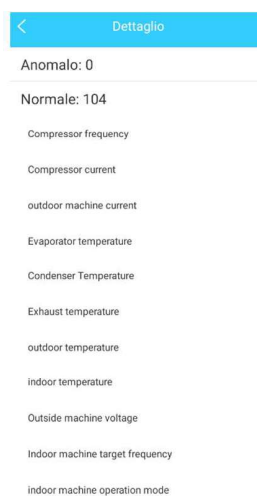 Dettaglio
Anomalo: 0
Normale: 104
Compressor frequency
Compressor current
outdoor machine current
Evaporator temperature
Condenser Temperature
Exhaust temperature
outdoor temperature
indoor temperature
Outside machine voltage
Indoor machine target frequency
indoor machine operation mode